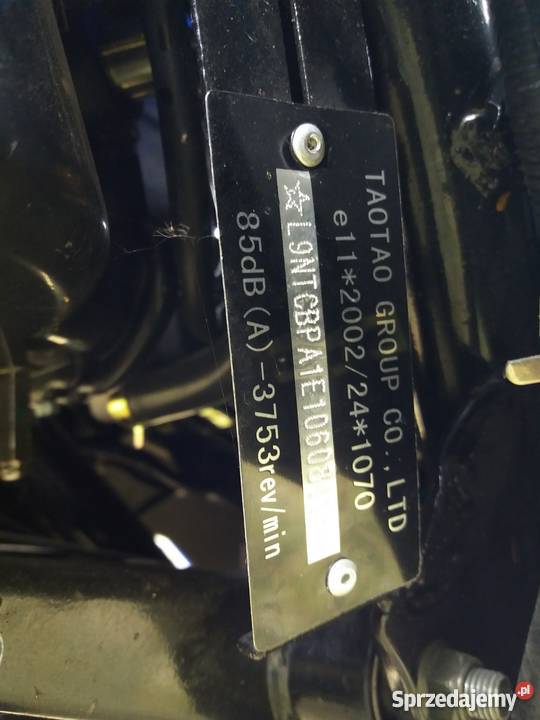 TAOTAO GROUP CO.,LTD
e11*2002/24*1070
☆L9NTCBPA1E1060
85dB(A)-3753rev/min
Sprzedajemy.pl